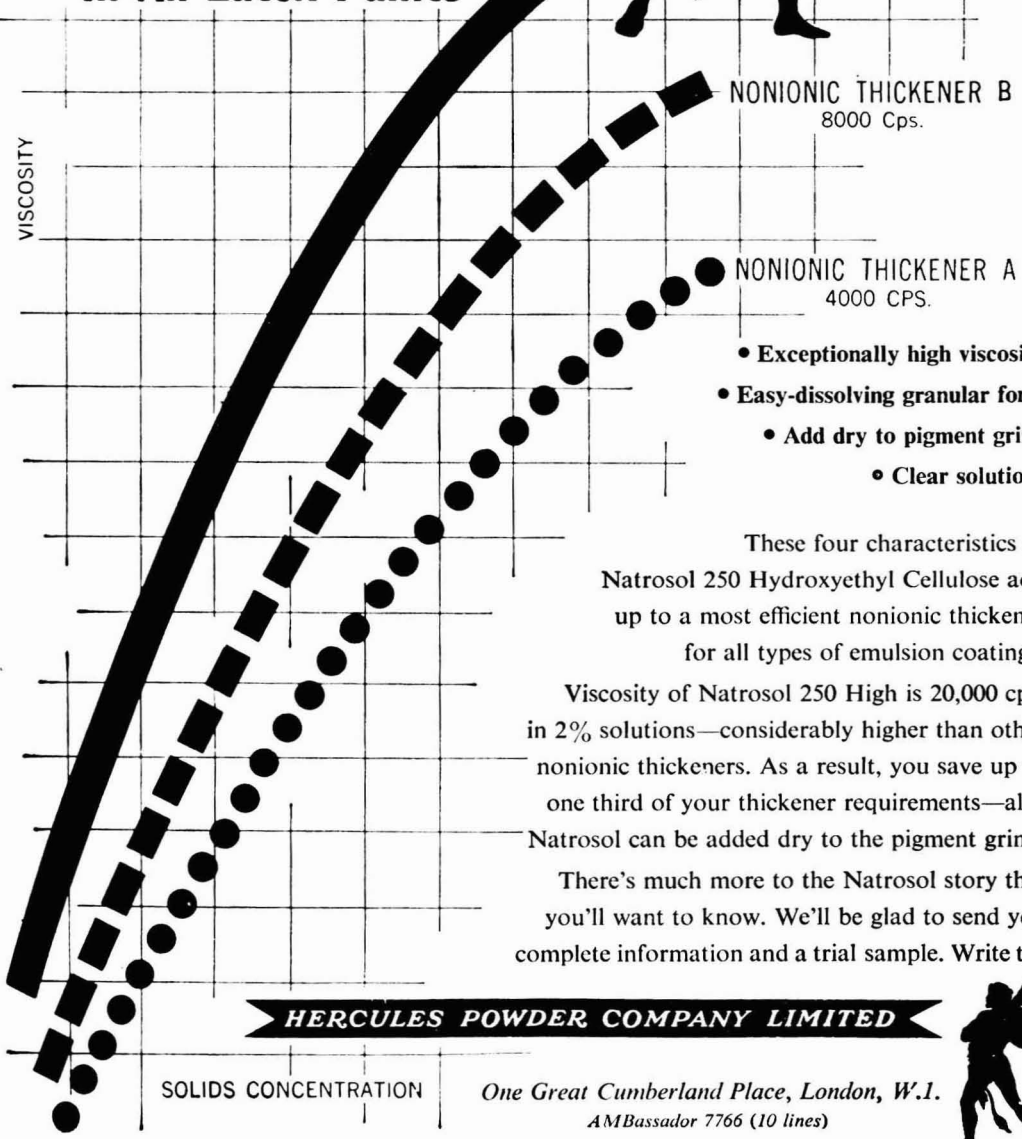 VISCOSITY
NONIONIC THICKENER B
8000 Cps.
NONIONIC THICKENER A
4000 CPS.
• Exceptionally high viscosi
• Easy-dissolving granular for
• Add dry to pigment gri
• Clear solutio
These four characteristics
Natrosol 250 Hydroxyethyl Cellulose a
up to a most efficient nonionic thicken
for all types of emulsion coating
Viscosity of Natrosol 250 High is 20,000 cp
in 2% solutions—considerably higher than oth
nonionic thickeners. As a result, you save up
one third of your thickener requirements—al
Natrosol can be added dry to the pigment grin
There's much more to the Natrosol story th
you'll want to know. We'll be glad to send y
complete information and a trial sample. Write t
HERCULES POWDER COMPANY LIMITED
SOLIDS CONCENTRATION
One Great Cumberland Place, London, W.1.
AMBassador 7766 (10 lines)